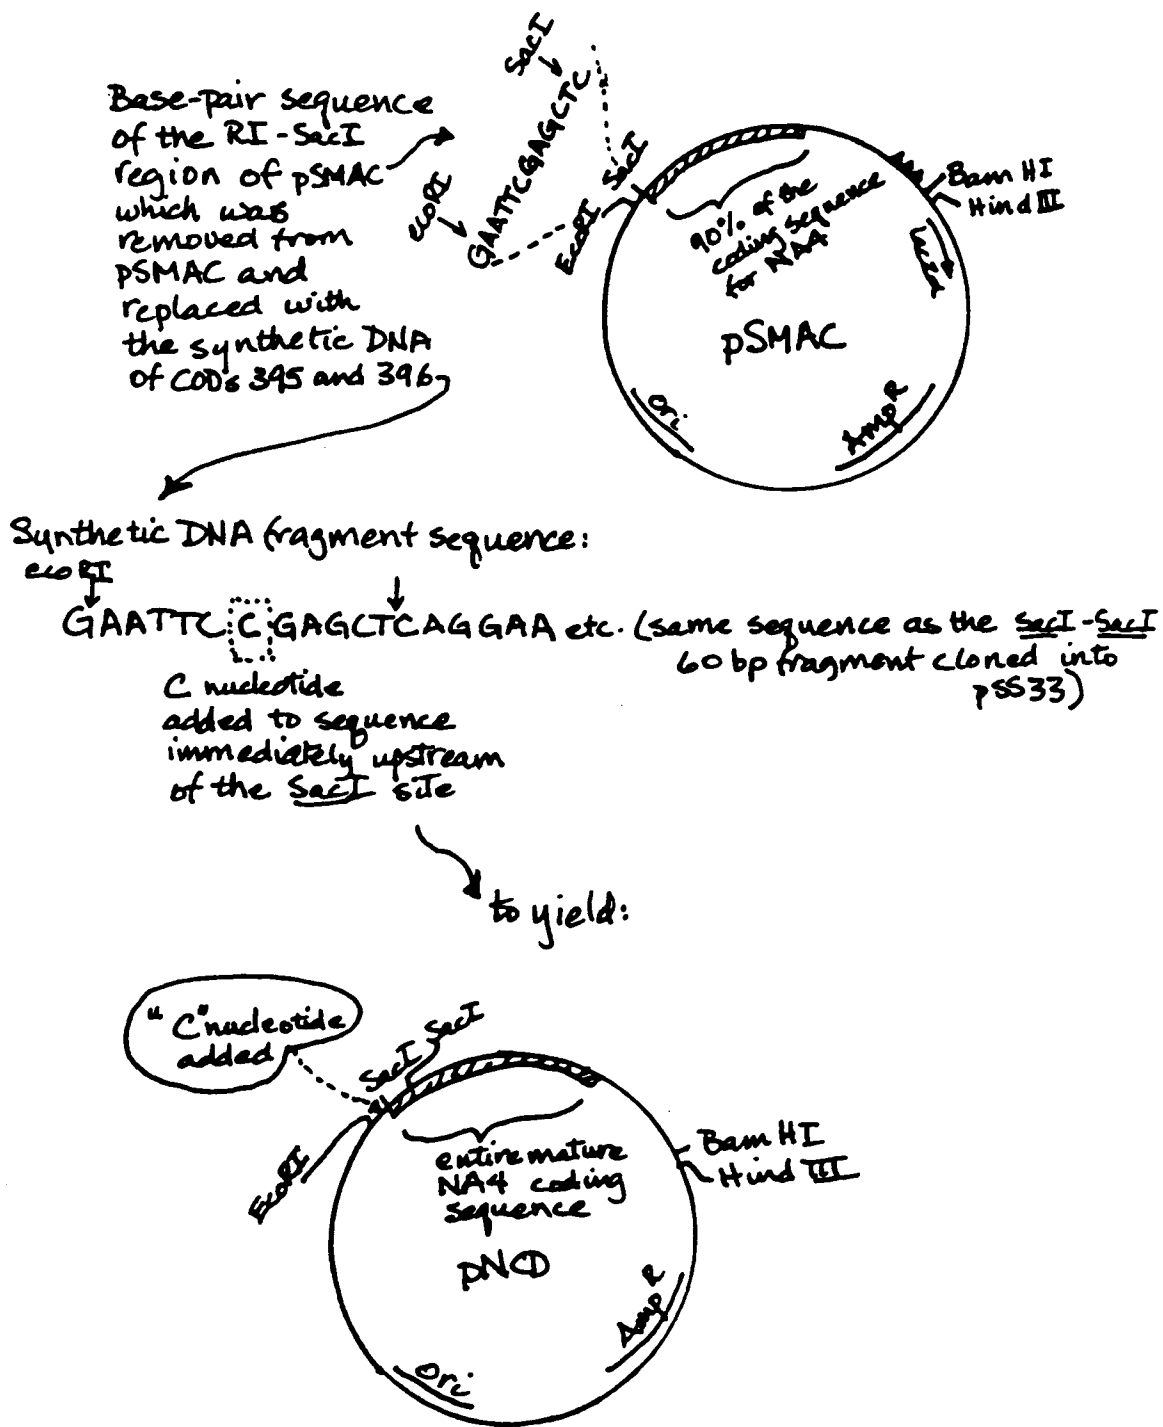 Base-pair sequence
of the RI-SacI
region of pSMAC
which was
removed from
pSMAC and
replaced with
the synthetic DNA
of CODs 395 and 396
SacI
GAATTCGAGCTC
ecoRI
EcoRI
SacI
90% of the
coding sequence
for NA4
Bam HI
Hind III
lacZα
pSMAC
Ori
Amp R
Synthetic DNA fragment sequence:
ecoRI
GAATTC C GAGCTCAGGAA etc. (same sequence as the SacI-SacI
60 bp fragment cloned into
pSS33)
C nucleotide
added to sequence
immediately upstream
of the SacI site
to yield:
"C" nucleotide
added
SacI
SacI
EcoRI
entire mature
NA4 coding
sequence
Bam HI
Hind III
pNCD
Amp R
Ori